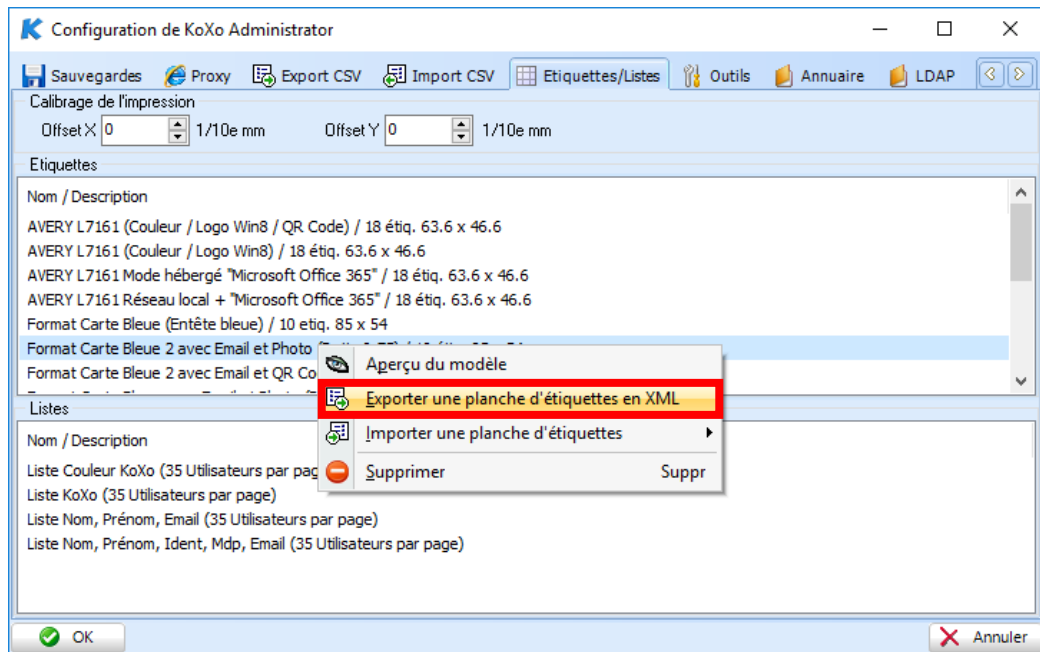 Configuration de KoXo Administrator
Sauvegardes Proxy Export CSV Import CSV Etiquettes/Listes Outils Annuaire LDAP
Calibrage de l'impression
Offset X 0 1/10e mm Offset Y 0 1/10e mm
Etiquettes
Nom / Description
AVERY L7161 (Couleur / Logo Win8 / QR Code) / 18 étiq. 63.6 x 46.6
AVERY L7161 (Couleur / Logo Win8) / 18 étiq. 63.6 x 46.6
AVERY L7161 Mode hébergé "Microsoft Office 365" / 18 étiq. 63.6 x 46.6
AVERY L7161 Réseau local + "Microsoft Office 365" / 18 étiq. 63.6 x 46.6
Format Carte Bleue (Entête bleue) / 10 etiq. 85 x 54
Format Carte Bleue 2 avec Email et Photo
Format Carte Bleue 2 avec Email et QR Co
Aperçu du modèle
Exporter une planche d'étiquettes en XML
Importer une planche d'étiquettes
Supprimer Suppr
Listes
Nom / Description
Liste Couleur KoXo (35 Utilisateurs par pag
Liste KoXo (35 Utilisateurs par page)
Liste Nom, Prénom, Email (35 Utilisateurs par page)
Liste Nom, Prénom, Ident, Mdp, Email (35 Utilisateurs par page)
OK Annuler